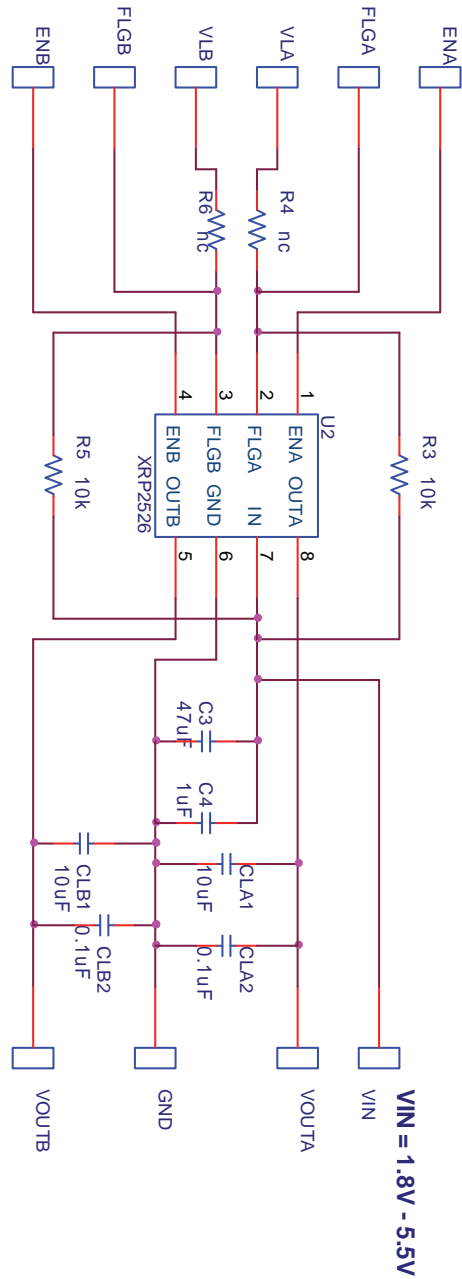 ENA
FLGA
VLA
VLB
FLGB
ENB
R4 nc
R6 nc
R3 10k
R5 10k
U2
1
2
3
4
ENA OUTA
FLGA IN
FLGB GND
ENB OUTB
XRP2526
8
7
6
5
C3
47uF
C4
1uF
CLA1
10uF
CLA2
0.1uF
CLB1
10uF
CLB2
0.1uF
VIN = 1.8V - 5.5V
VIN
VOUTA
GND
VOUTB